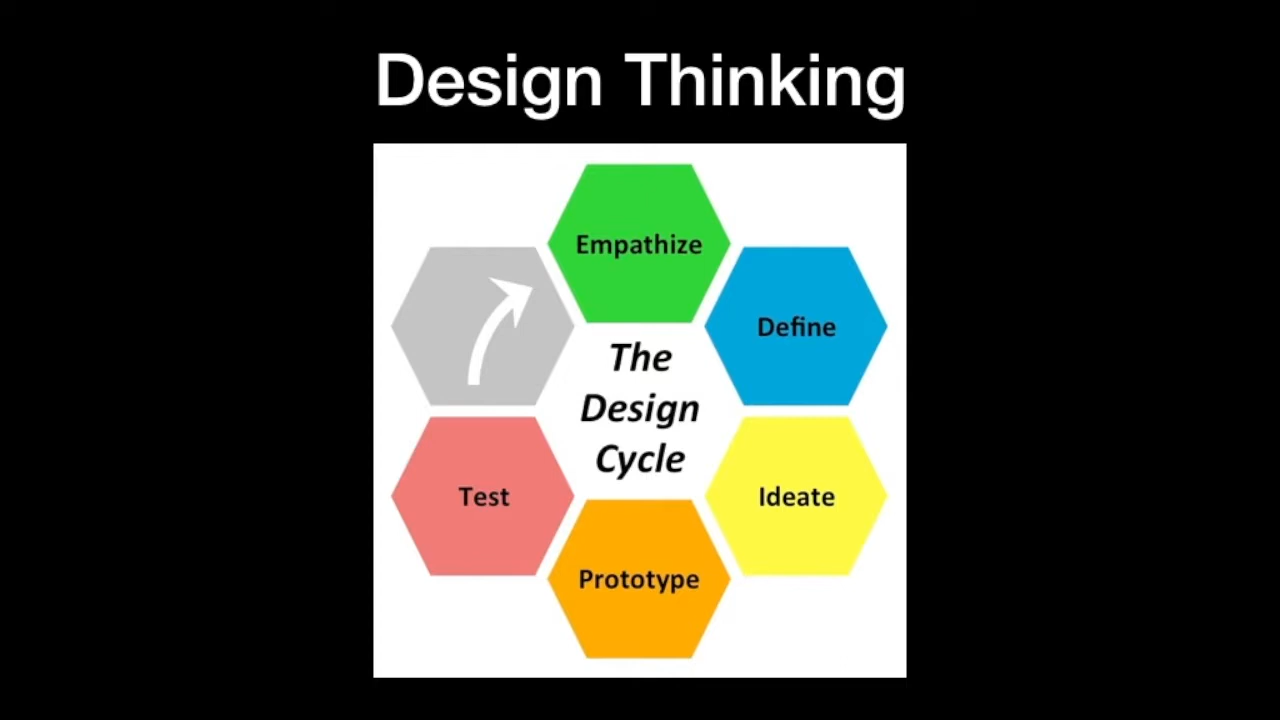 Design Thinking
Empathize
Define
The
Design
Cycle
Test
Ideate
Prototype